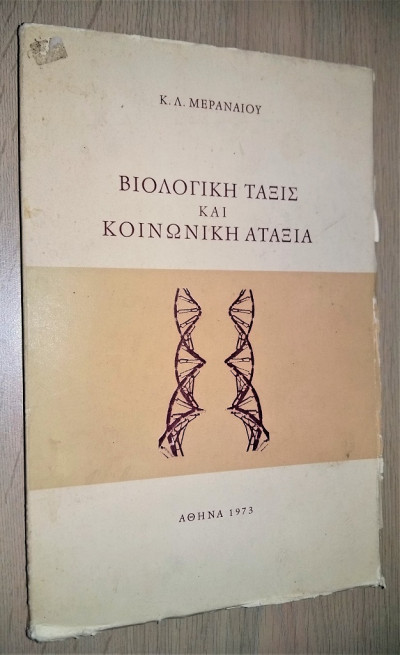 Κ. Λ. ΜΕΡΑΝΑΙΟΥ
ΒΙΟΛΟΓΙΚΗ ΤΑΞΙΣ
ΚΑΙ
ΚΟΙΝΩΝΙΚΗ ΑΤΑΞΙΑ
ΑΘΗΝΑ 1973